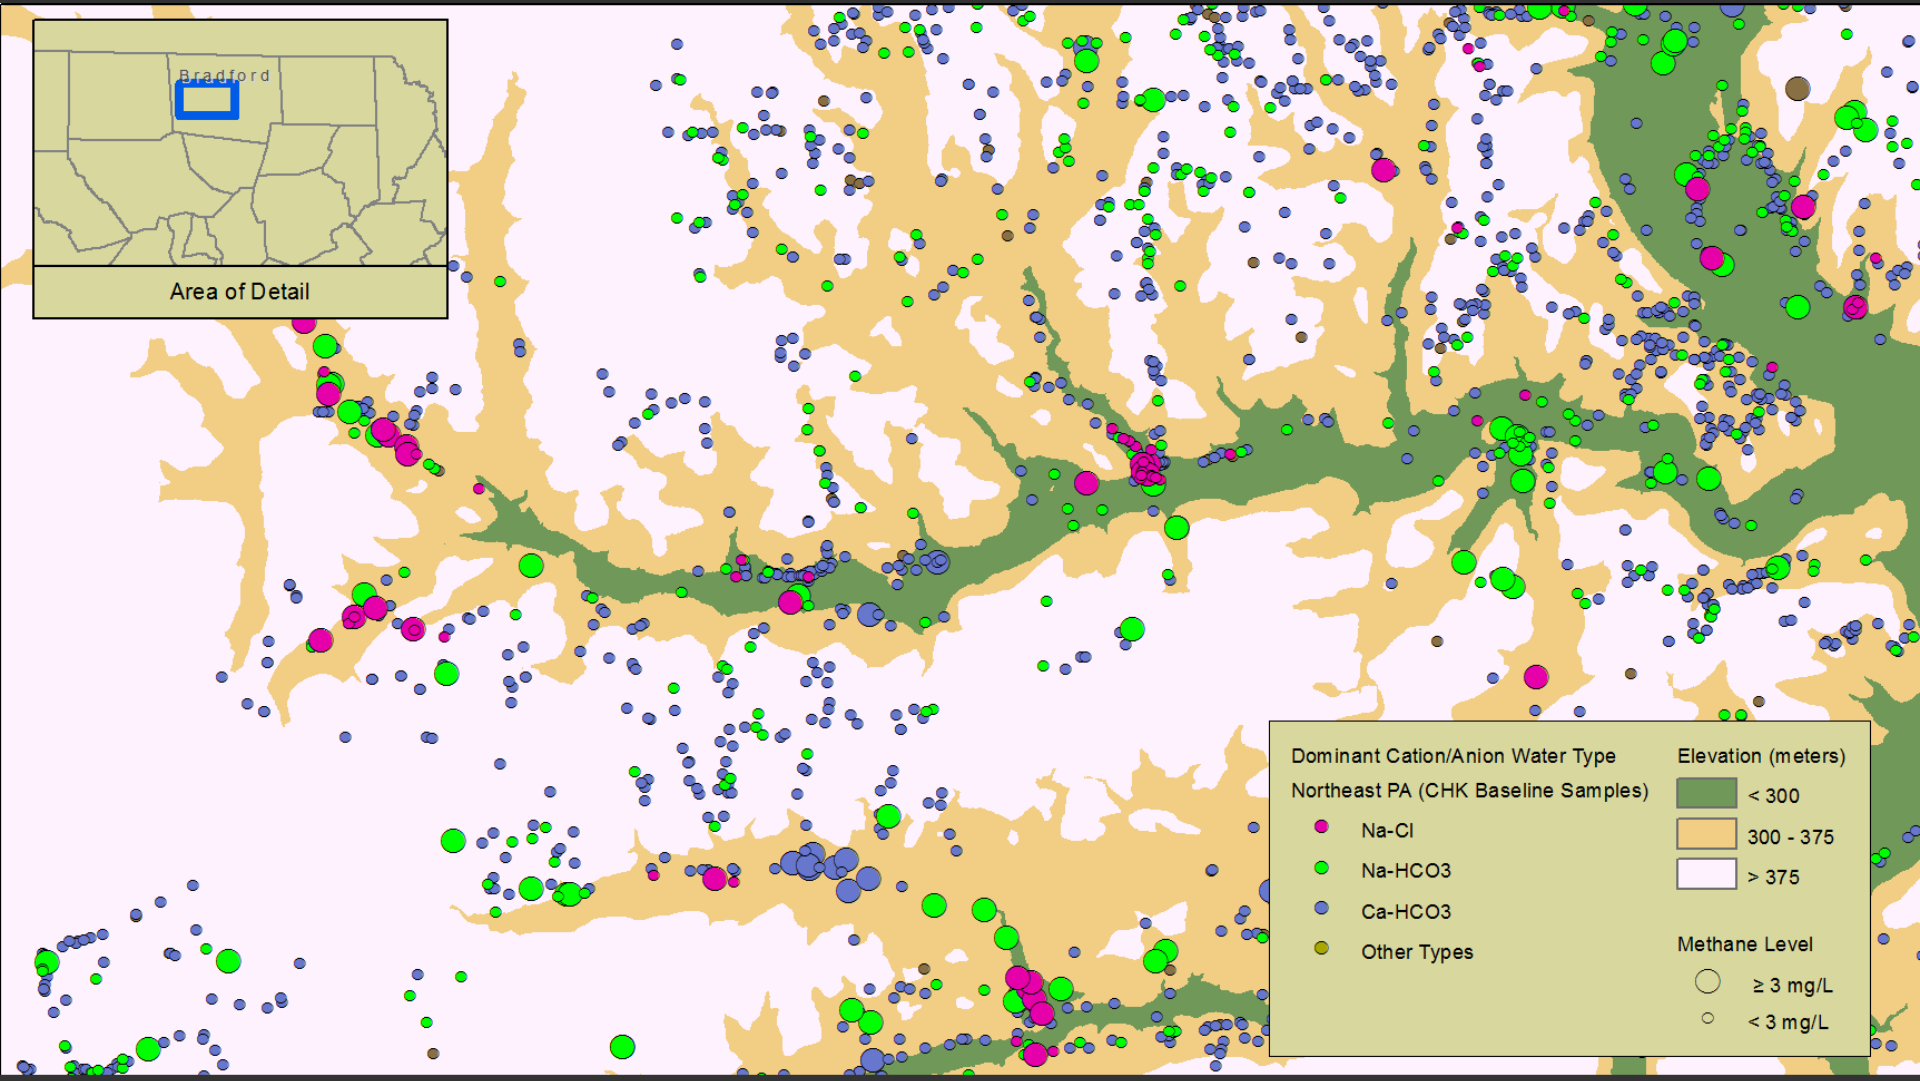 Bradford
Area of Detail
Dominant Cation/Anion Water Type
Northeast PA (CHK Baseline Samples)
Na-Cl
Na-HCO3
Ca-HCO3
Other Types
Elevation (meters)
< 300
300 - 375
> 375
Methane Level
≥ 3 mg/L
< 3 mg/L